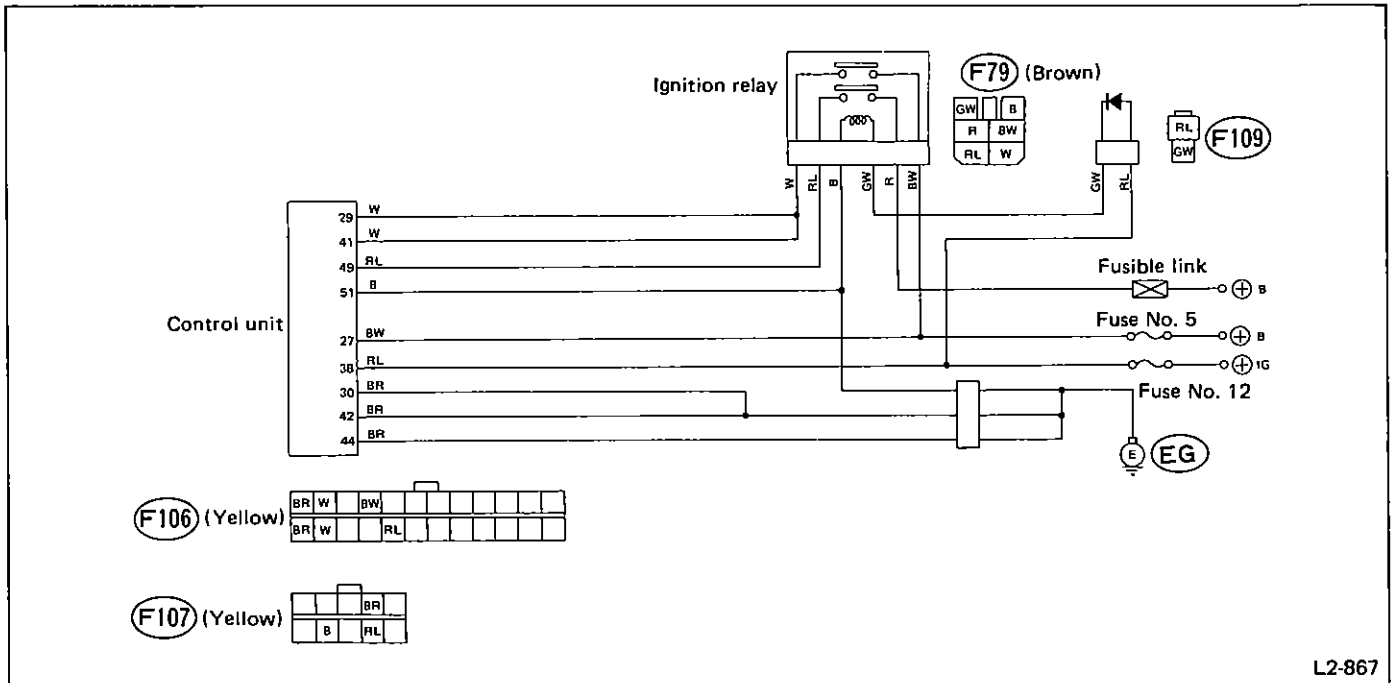 Ignition relay
F79 (Brown)
GW B
R BW
RL W
RL
GW
F109
W RL B GW R BW
GW RL
Control unit
29 W
41 W
49 RL
51 B
27 BW
38 RL
30 BR
42 BR
44 BR
Fusible link
B
Fuse No. 5
B
1G
Fuse No. 12
E
EG
F106 (Yellow)
BR W BW
BR W RL
F107 (Yellow)
BR
B RL
L2-867